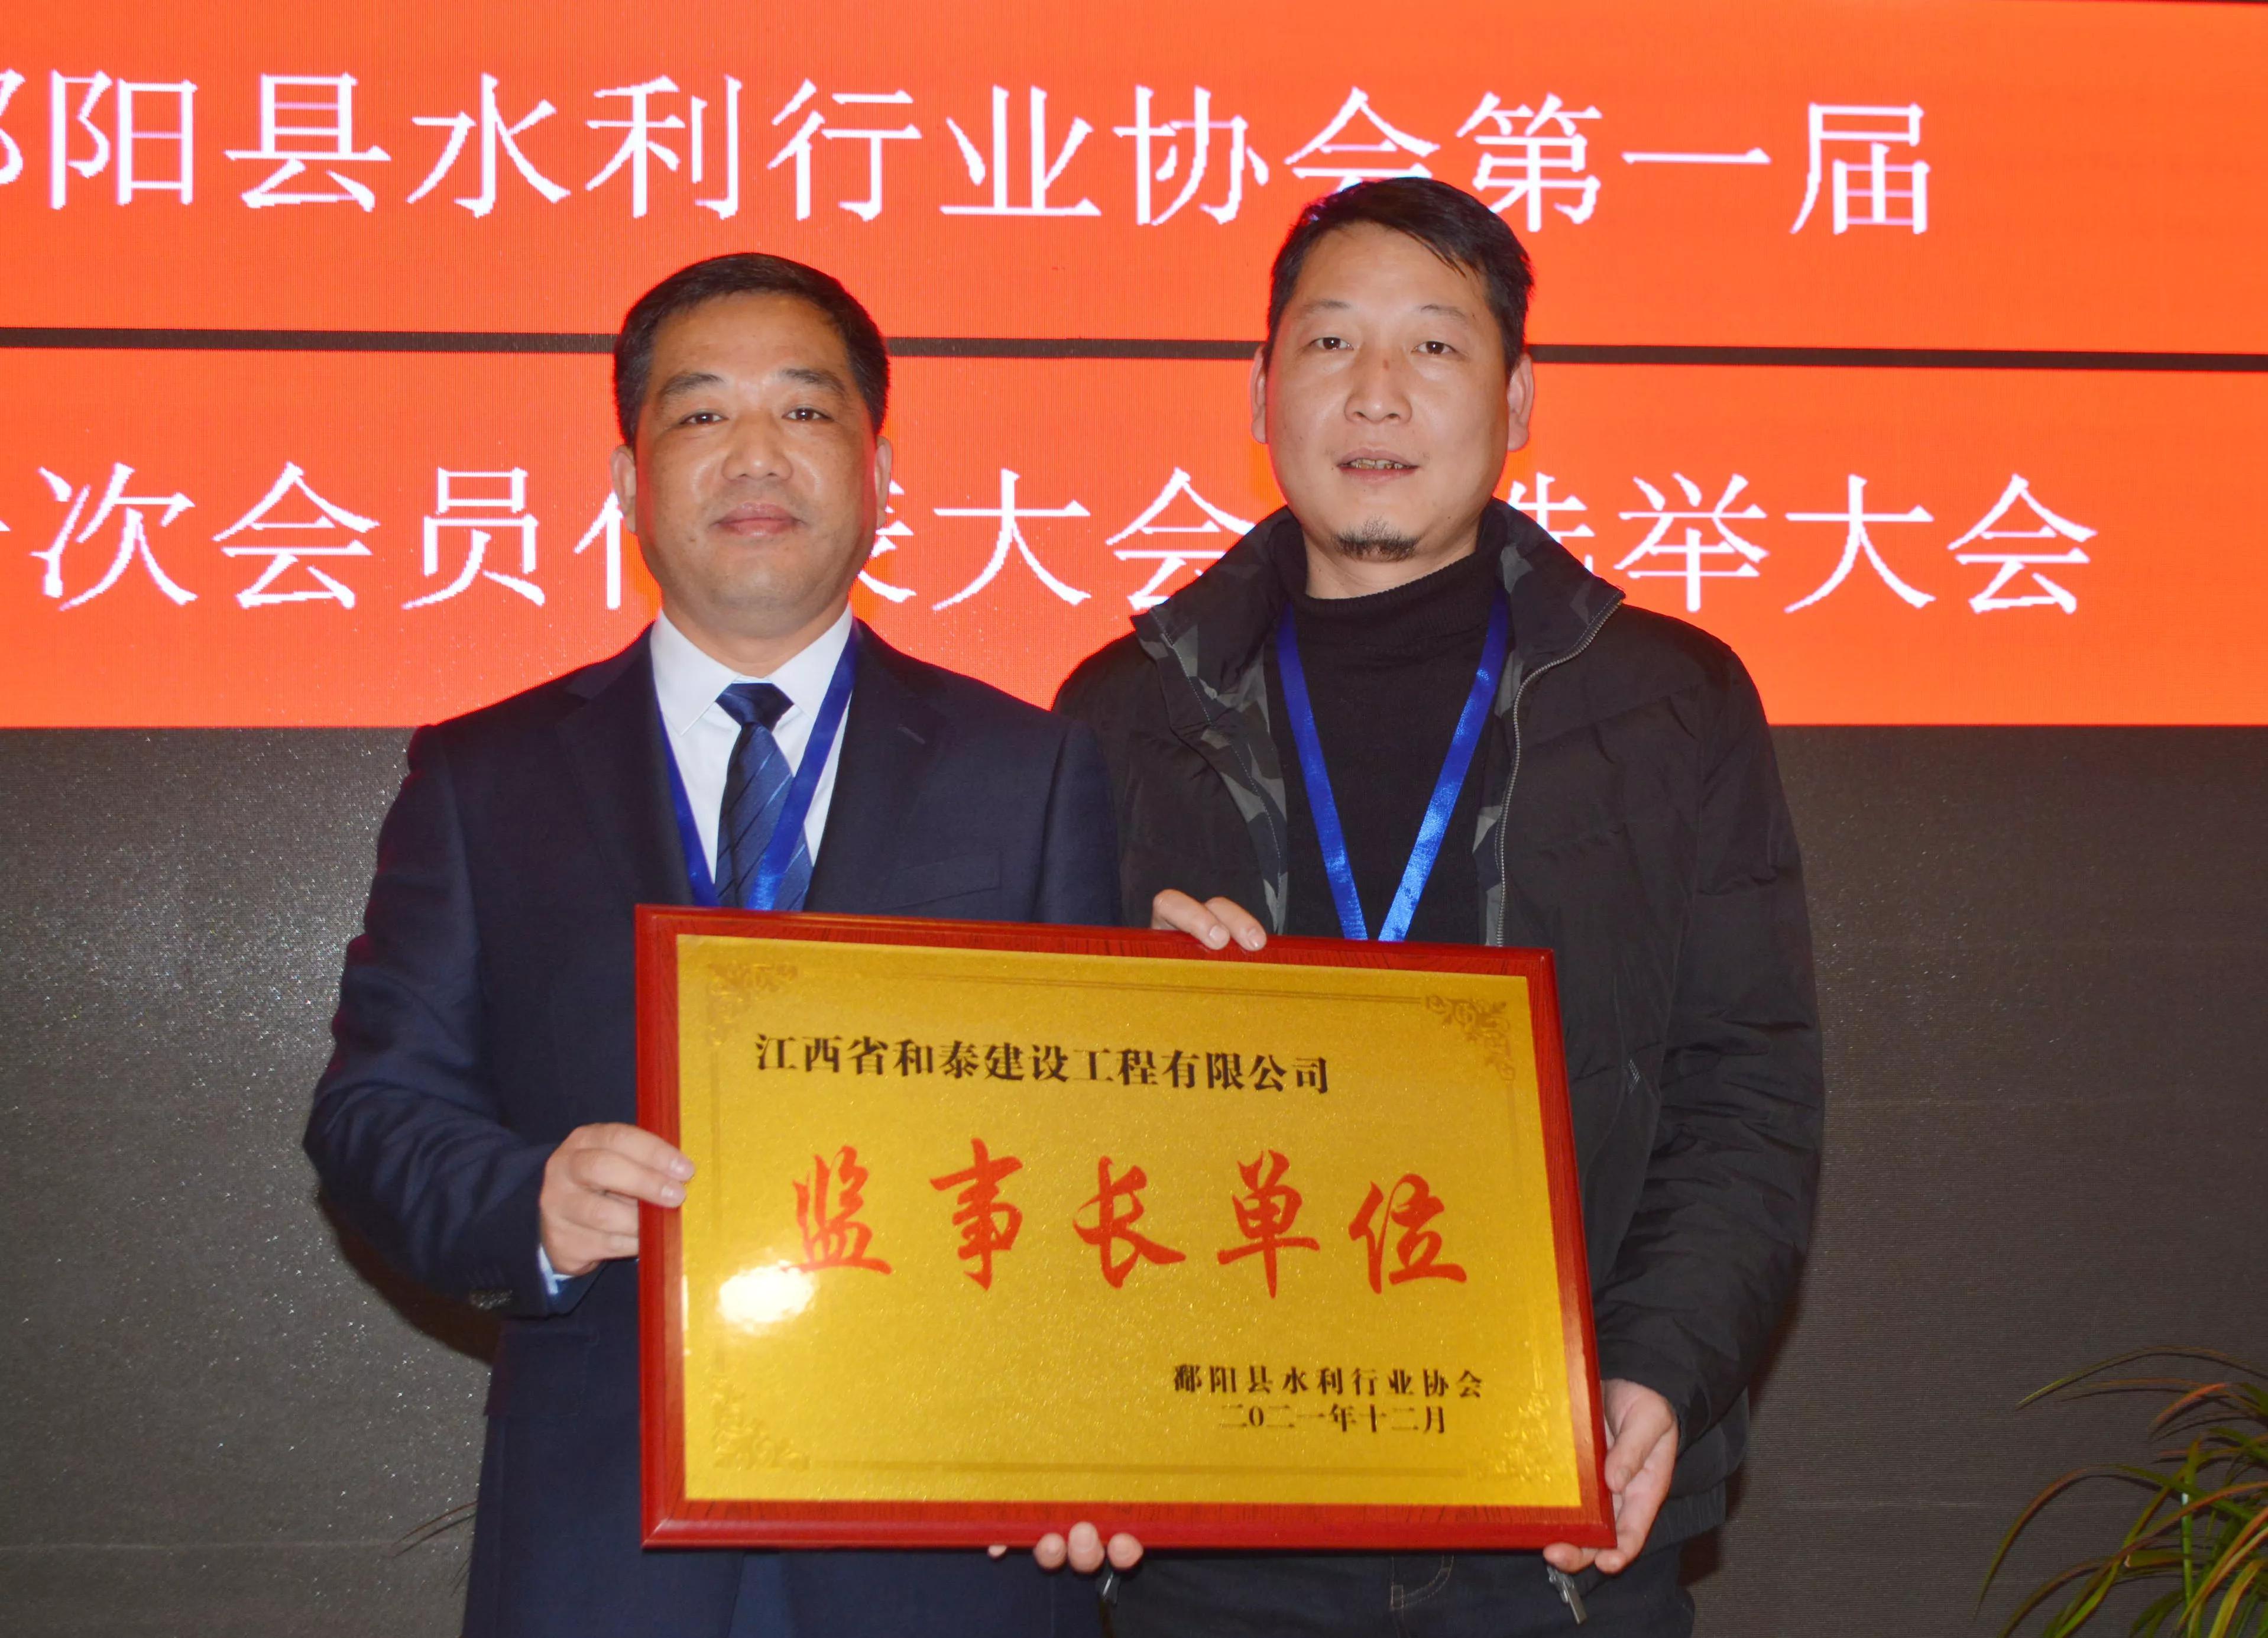 阳县水利行业协会第一届
次会员代表大会 选举大会
江西省和泰建设工程有限公司
监事长单位
鄱阳县水利行业协会
二0二一年十二月